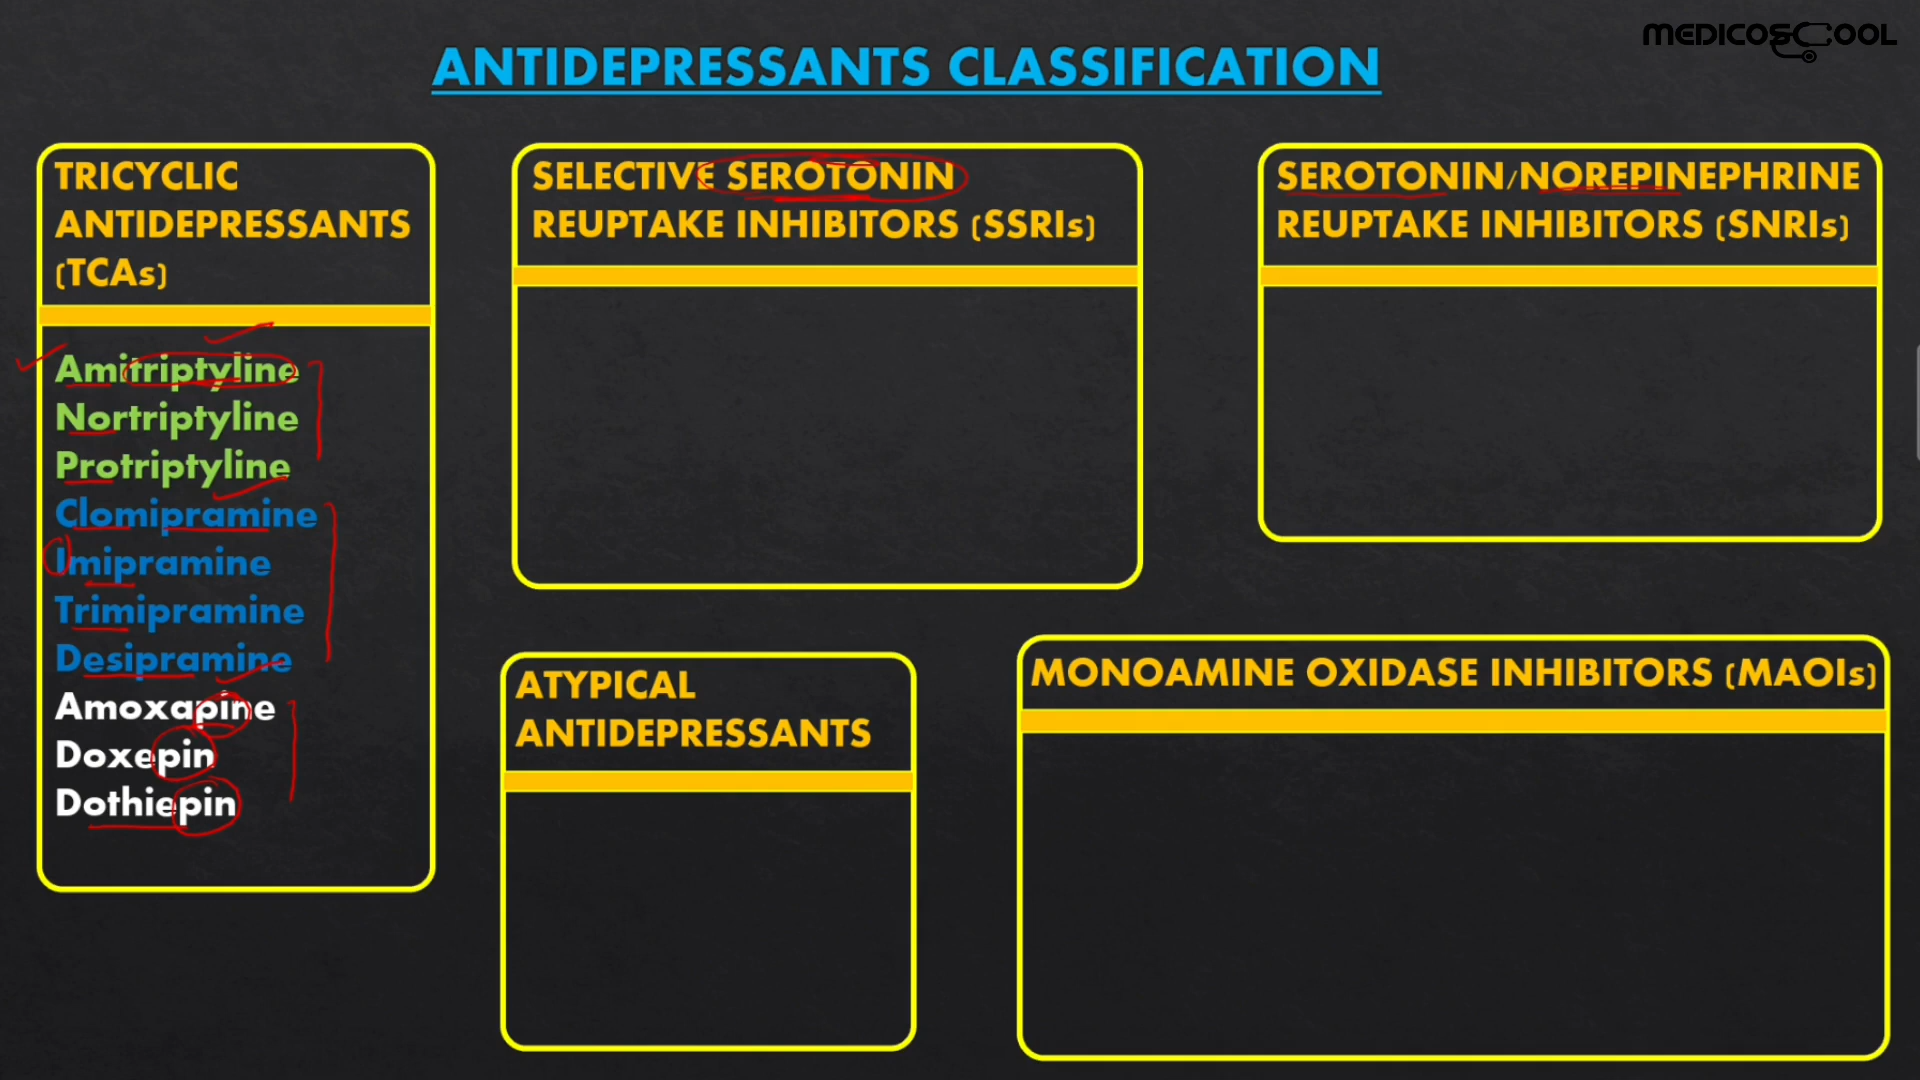 MEDICOSCOOL
ANTIDEPRESSANTS CLASSIFICATION
TRICYCLIC
ANTIDEPRESSANTS
(TCAs)
Amitriptyline
Nortriptyline
Protriptyline
Clomipramine
Imipramine
Trimipramine
Desipramine
Amoxapine
Doxepin
Dothiepin
SELECTIVE SEROTONIN
REUPTAKE INHIBITORS (SSRIs)
SEROTONIN/NOREPINEPHRINE
REUPTAKE INHIBITORS (SNRIs)
ATYPICAL
ANTIDEPRESSANTS
MONOAMINE OXIDASE INHIBITORS (MAOIs)